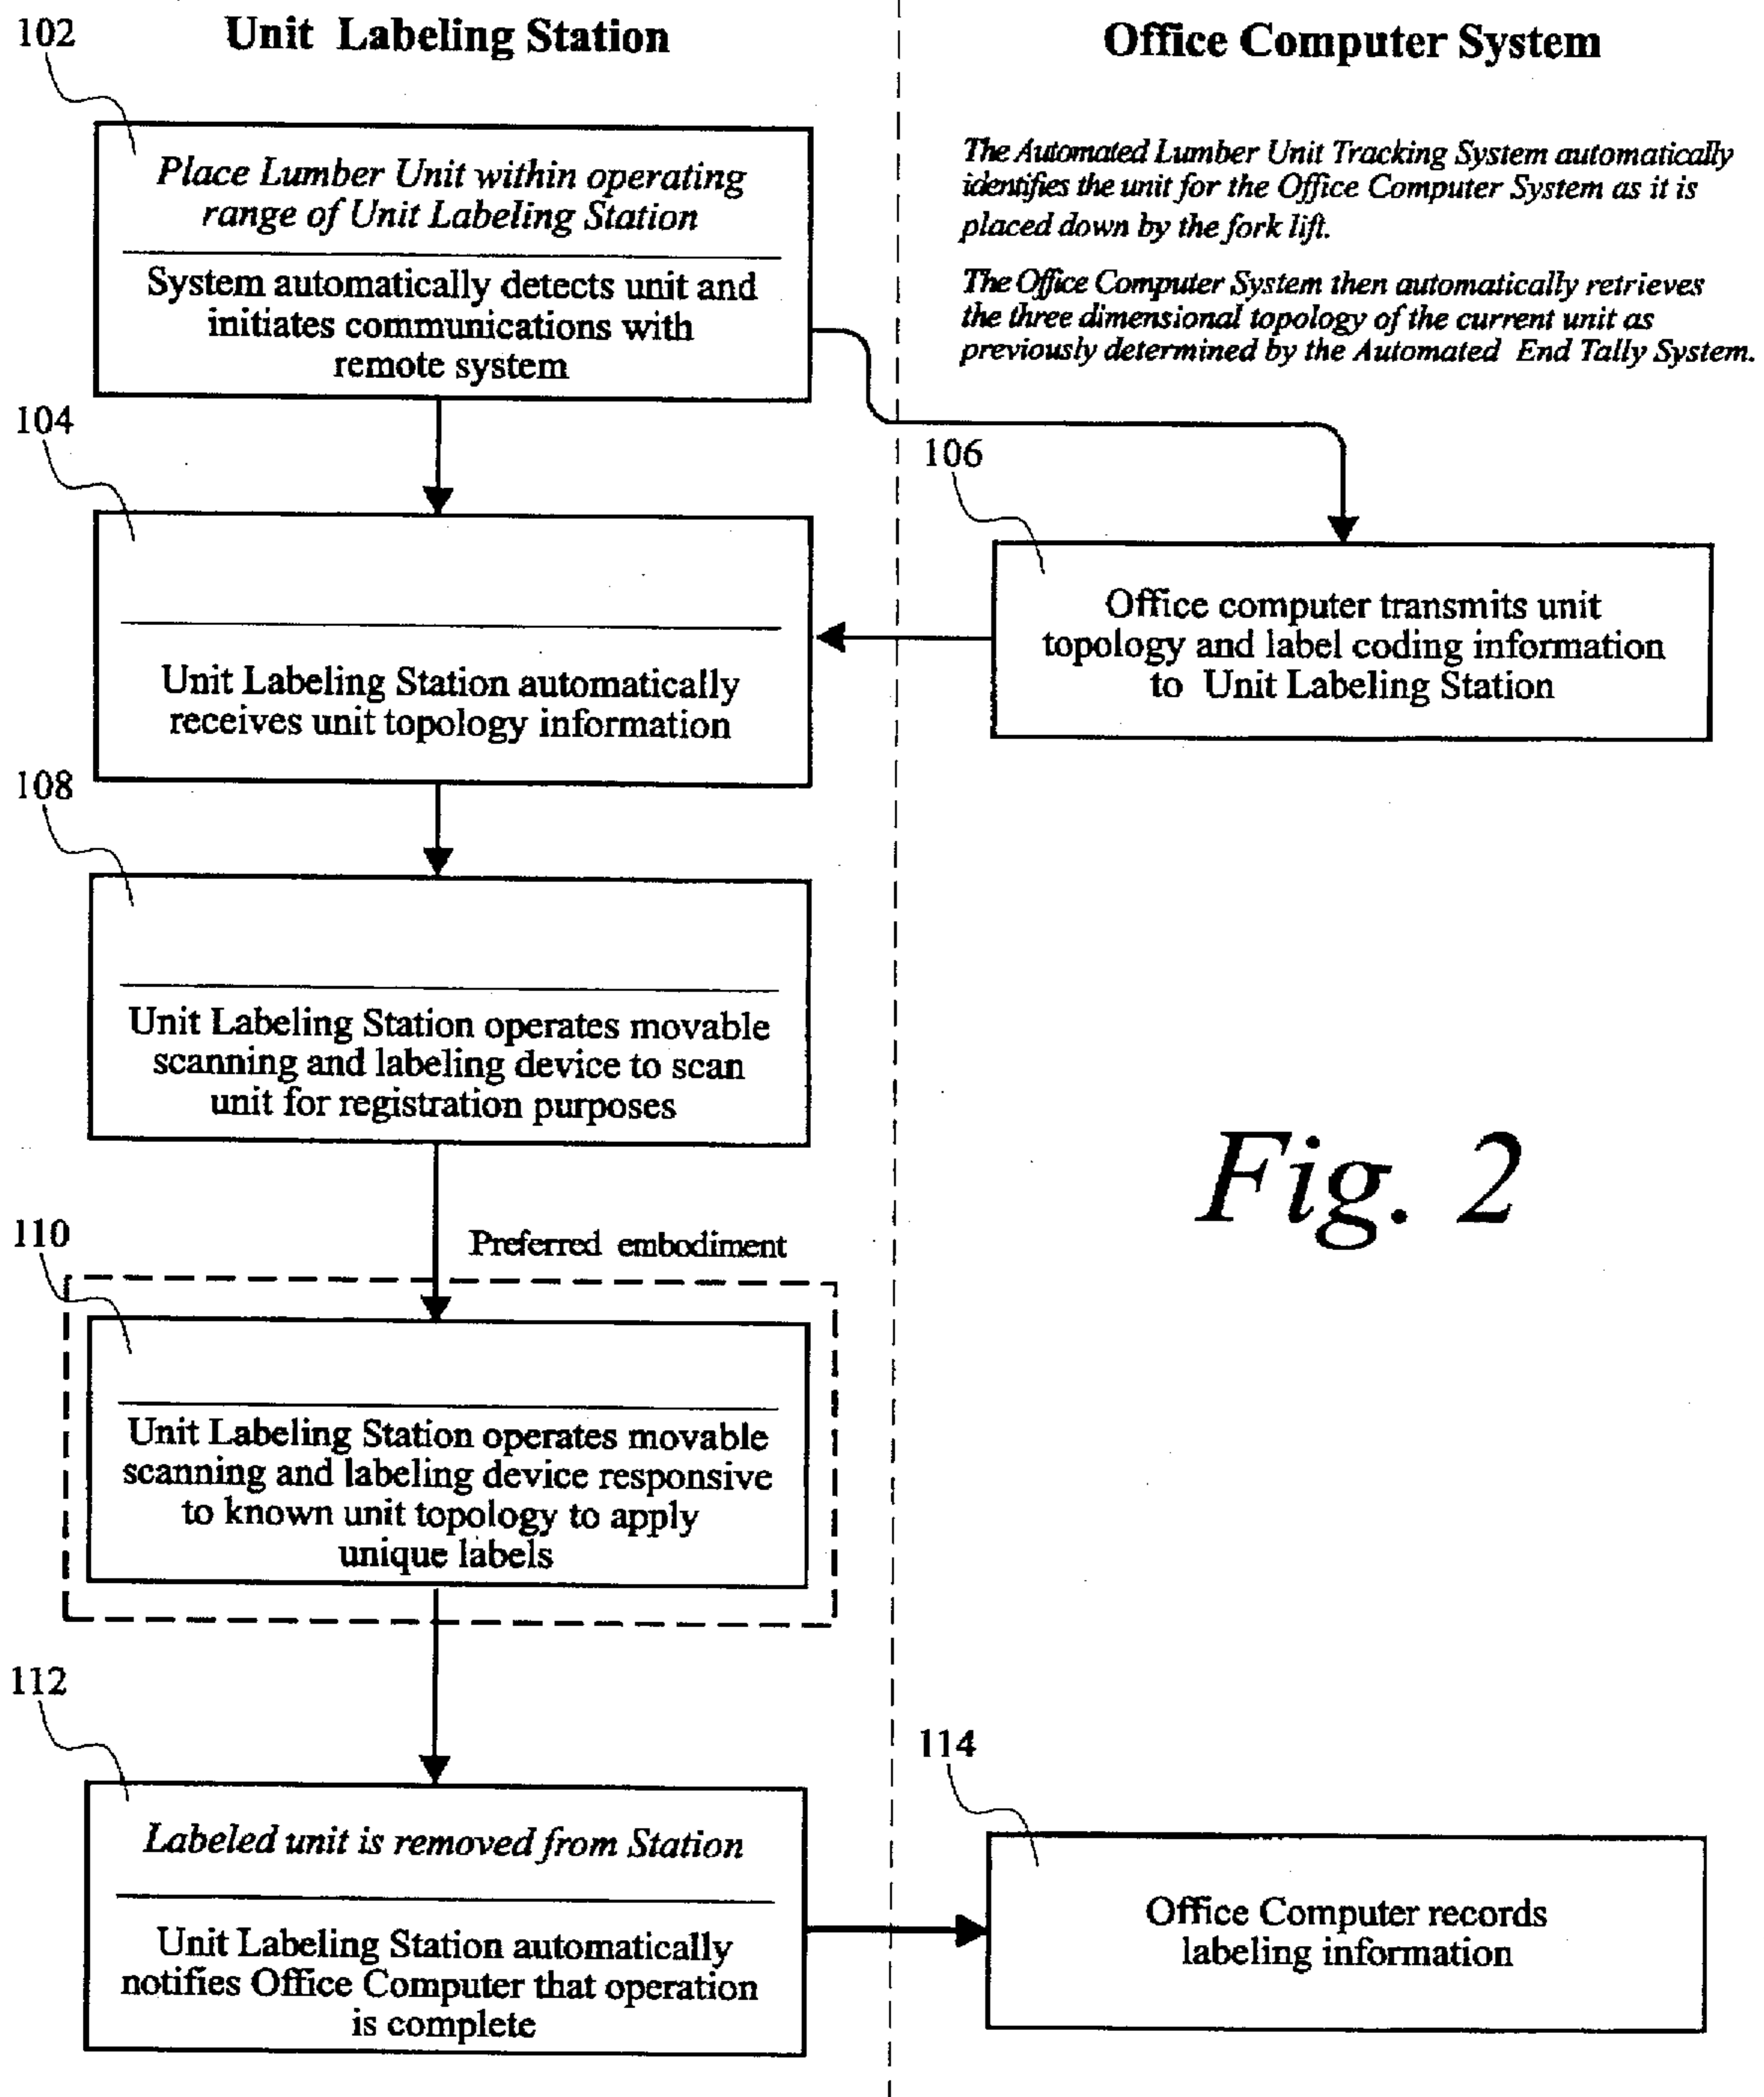 102
Unit Labeling Station
Office Computer System
Place Lumber Unit within operating
range of Unit Labeling Station
System automatically detects unit and
initiates communications with
remote system
The Automated Lumber Unit Tracking System automatically
identifies the unit for the Office Computer System as it is
placed down by the fork lift.
The Office Computer System then automatically retrieves
the three dimensional topology of the current unit as
previously determined by the Automated End Tally System.
104
Unit Labeling Station automatically
receives unit topology information
106
Office computer transmits unit
topology and label coding information
to Unit Labeling Station
108
Unit Labeling Station operates movable
scanning and labeling device to scan
unit for registration purposes
Fig. 2
110
Preferred embodiment
Unit Labeling Station operates movable
scanning and labeling device responsive
to known unit topology to apply
unique labels
112
Labeled unit is removed from Station
Unit Labeling Station automatically
notifies Office Computer that operation
is complete
114
Office Computer records
labeling information